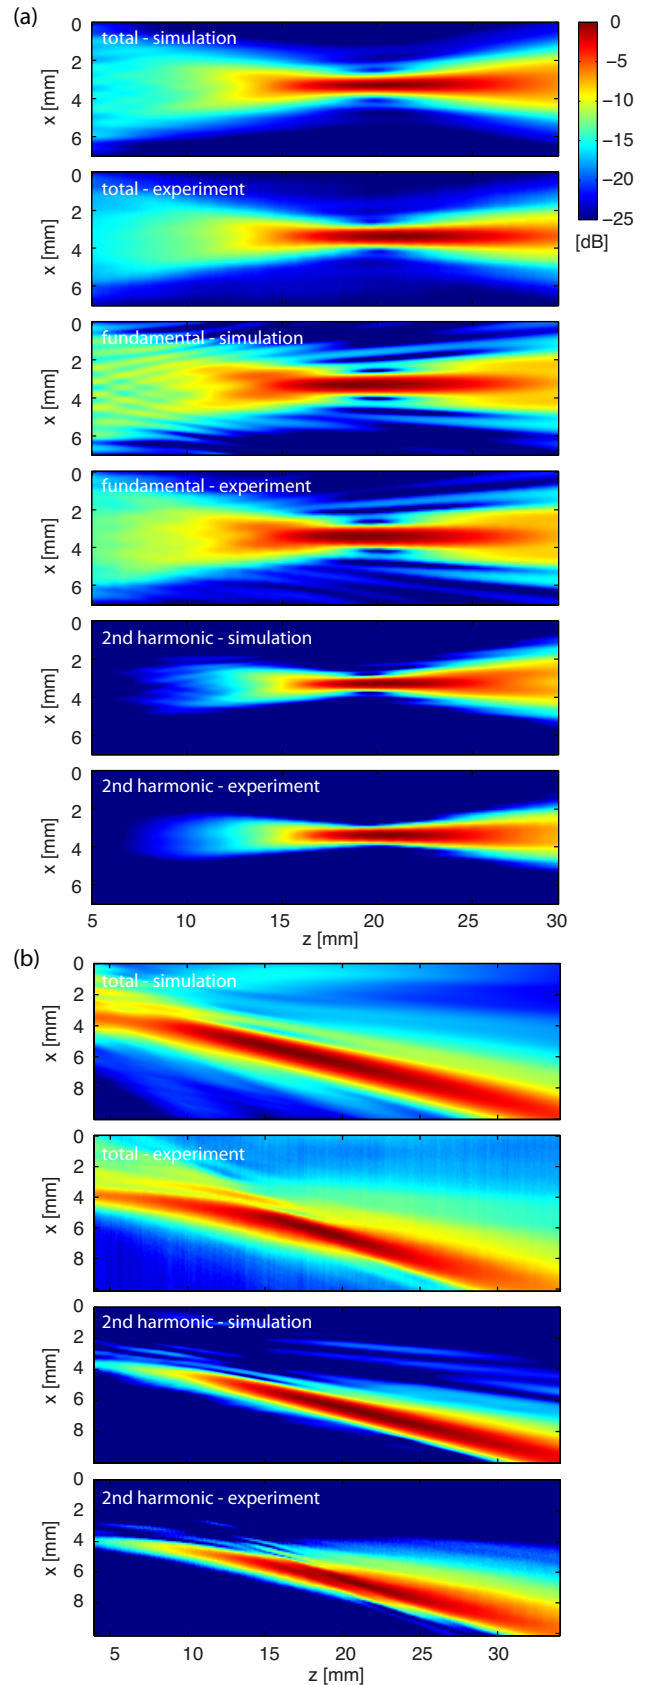 (a)
total - simulation
0
2
4
6
x [mm]
0
−5
−10
−15
−20
−25
[dB]
total - experiment
0
2
4
6
x [mm]
fundamental - simulation
0
2
4
6
x [mm]
fundamental - experiment
0
2
4
6
x [mm]
2nd harmonic - simulation
0
2
4
6
x [mm]
2nd harmonic - experiment
0
2
4
6
x [mm]
5 10 15 20 25 30
z [mm]
(b)
total - simulation
0
2
4
6
8
x [mm]
total - experiment
0
2
4
6
8
x [mm]
2nd harmonic - simulation
0
2
4
6
8
x [mm]
2nd harmonic - experiment
0
2
4
6
8
x [mm]
5 10 15 20 25 30
z [mm]